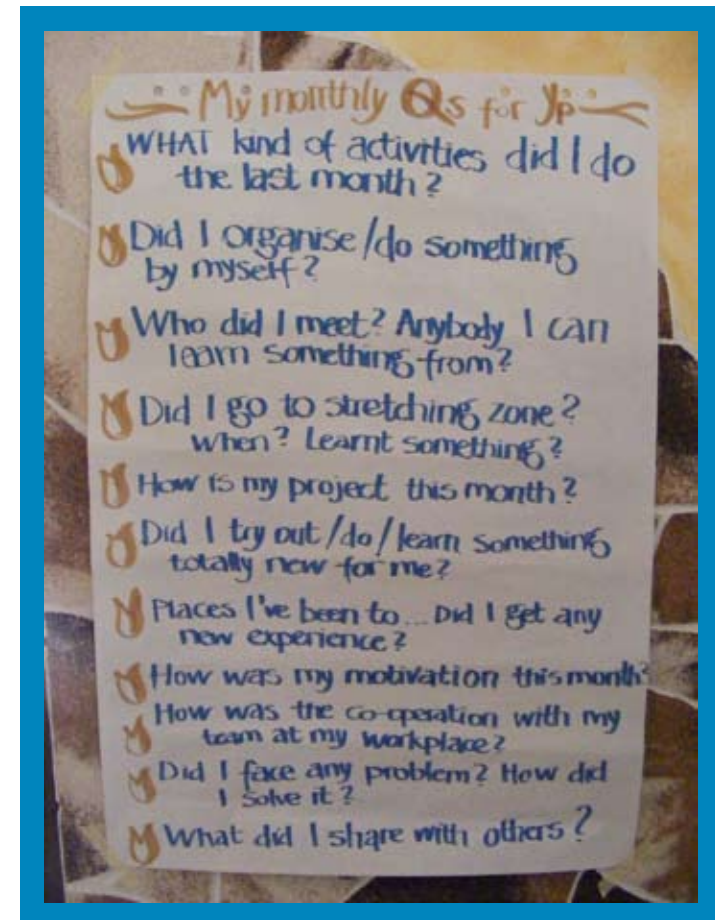 My monthly Qs for Yp
WHAT kind of activities did I do
the last month?
Did I organise/do something
by myself?
Who did I meet? Anybody I can
learn something from?
Did I go to stretching zone?
When? Learnt something?
How is my project this month?
Did I try out/do/learn something
totally new for me?
Places I've been to... Did I get any
new experience?
How was my motivation this month?
How was the co-operation with my
team at my workplace?
Did I face any problem? How did
I solve it?
What did I share with others?